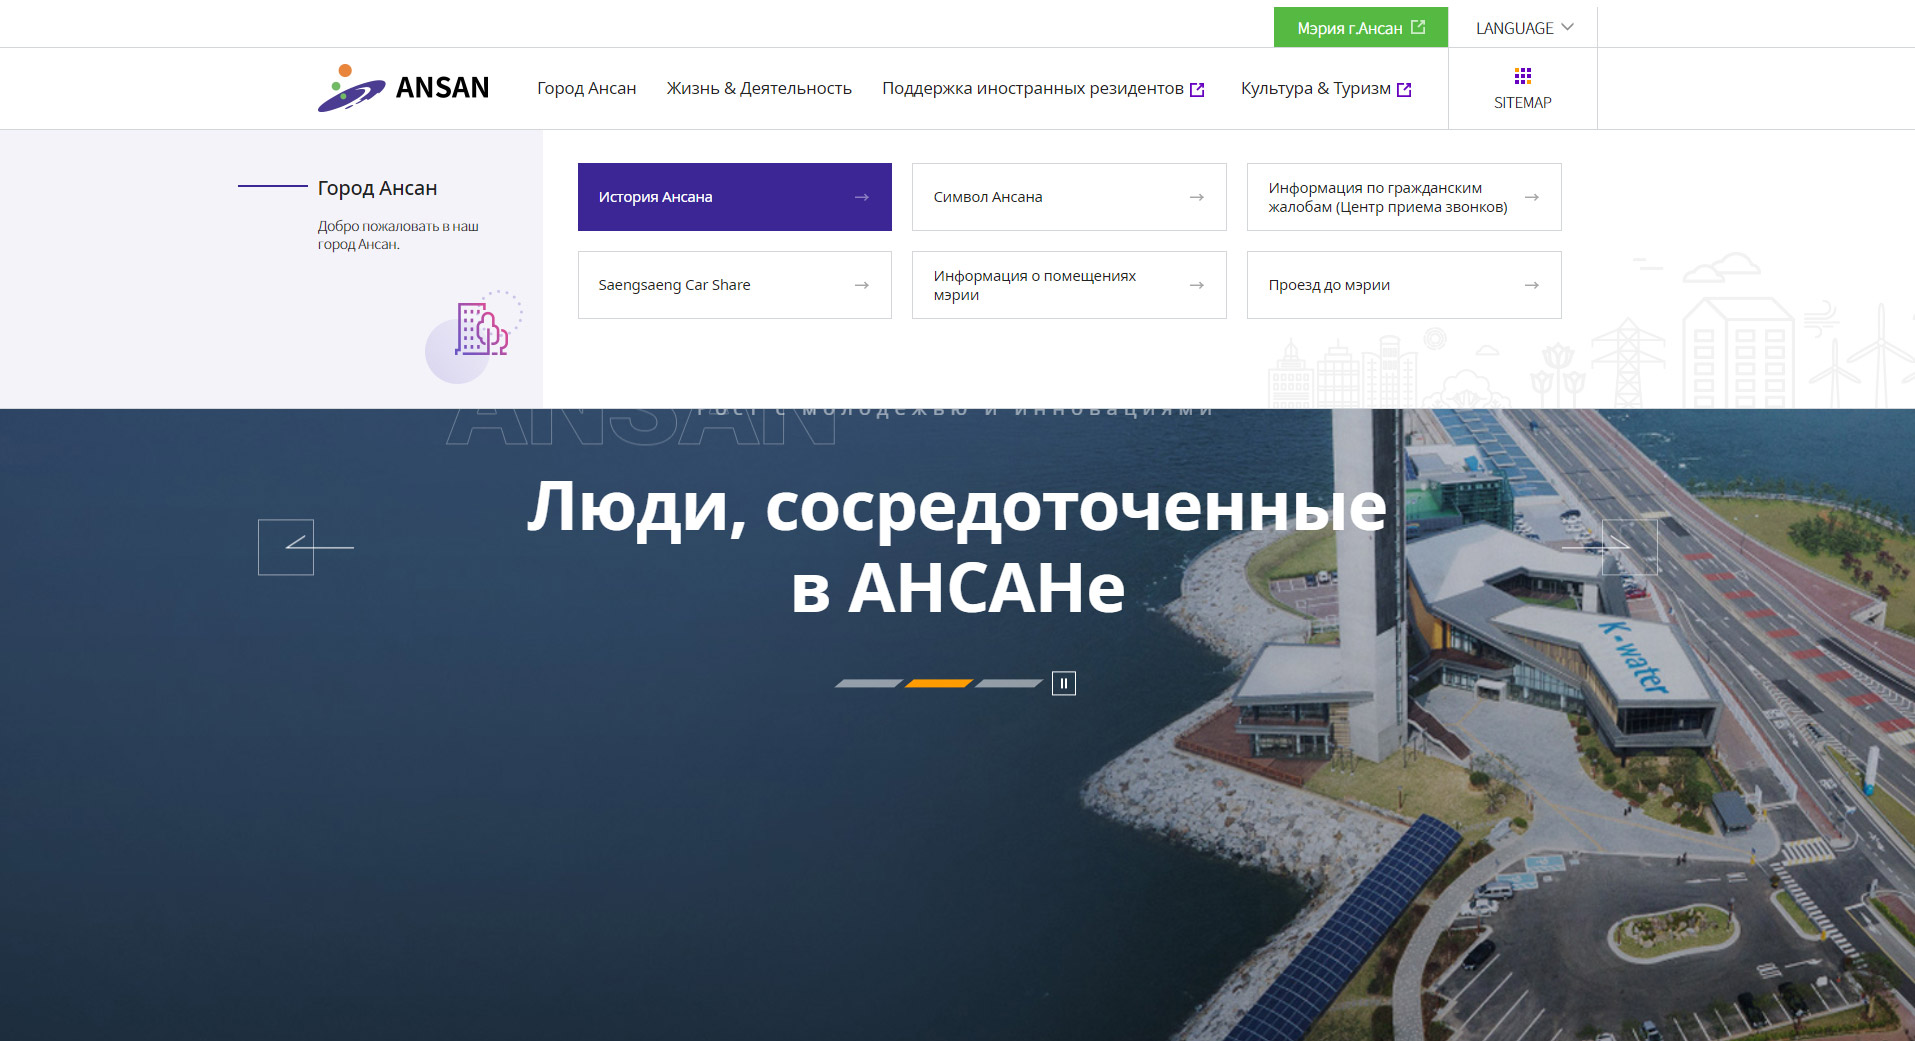 Мэрия г.Ансан
LANGUAGE
ANSAN
Город Ансан
Жизнь & Деятельность
Поддержка иностранных резидентов
Культура & Туризм
SITEMAP
Город Ансан
Добро пожаловать в наш
город Ансан.
История Ансана
Символ Ансана
Информация по гражданским
жалобам (Центр приема звонков)
Saengsaeng Car Share
Информация о помещениях
мэрии
Проезд до мэрии
ANSAN
Рост с молодежью и инновациями
Люди, сосредоточенные
в АНСАНе
K-water